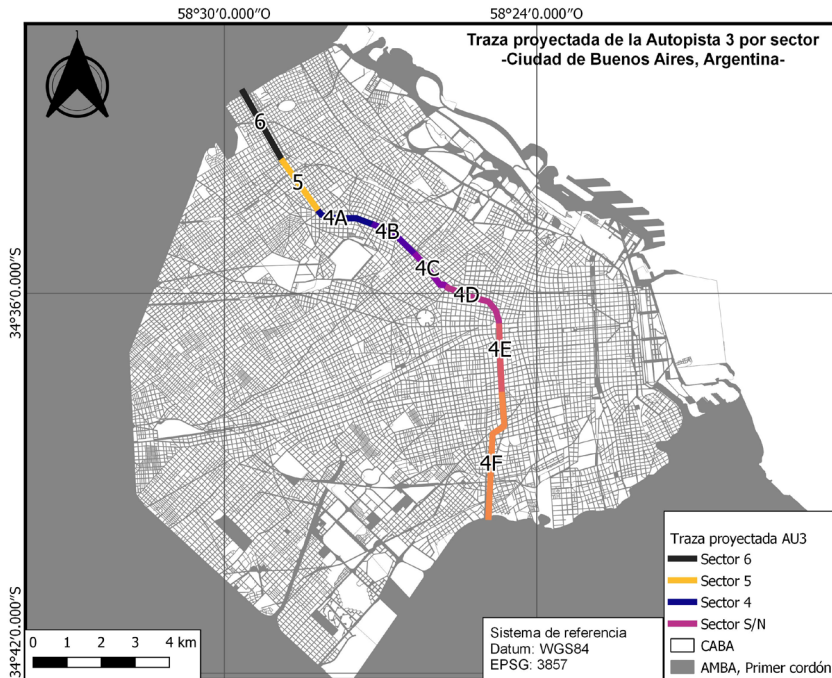 58°30′0.000″O
58°24′0.000″O
Traza proyectada de la Autopista 3 por sector
-Ciudad de Buenos Aires, Argentina-
1
6
5
4A
4B
4C
34°36′0.000″S
4D
4E
4F
34°42′0.000″S
Traza proyectada AU3
Sector 6
Sector 5
Sector 4
Sector S/N
CABA
AMBA, Primer cordón
Sistema de referencia
Datum: WGS84
EPSG: 3857
0 1 2 3 4 km